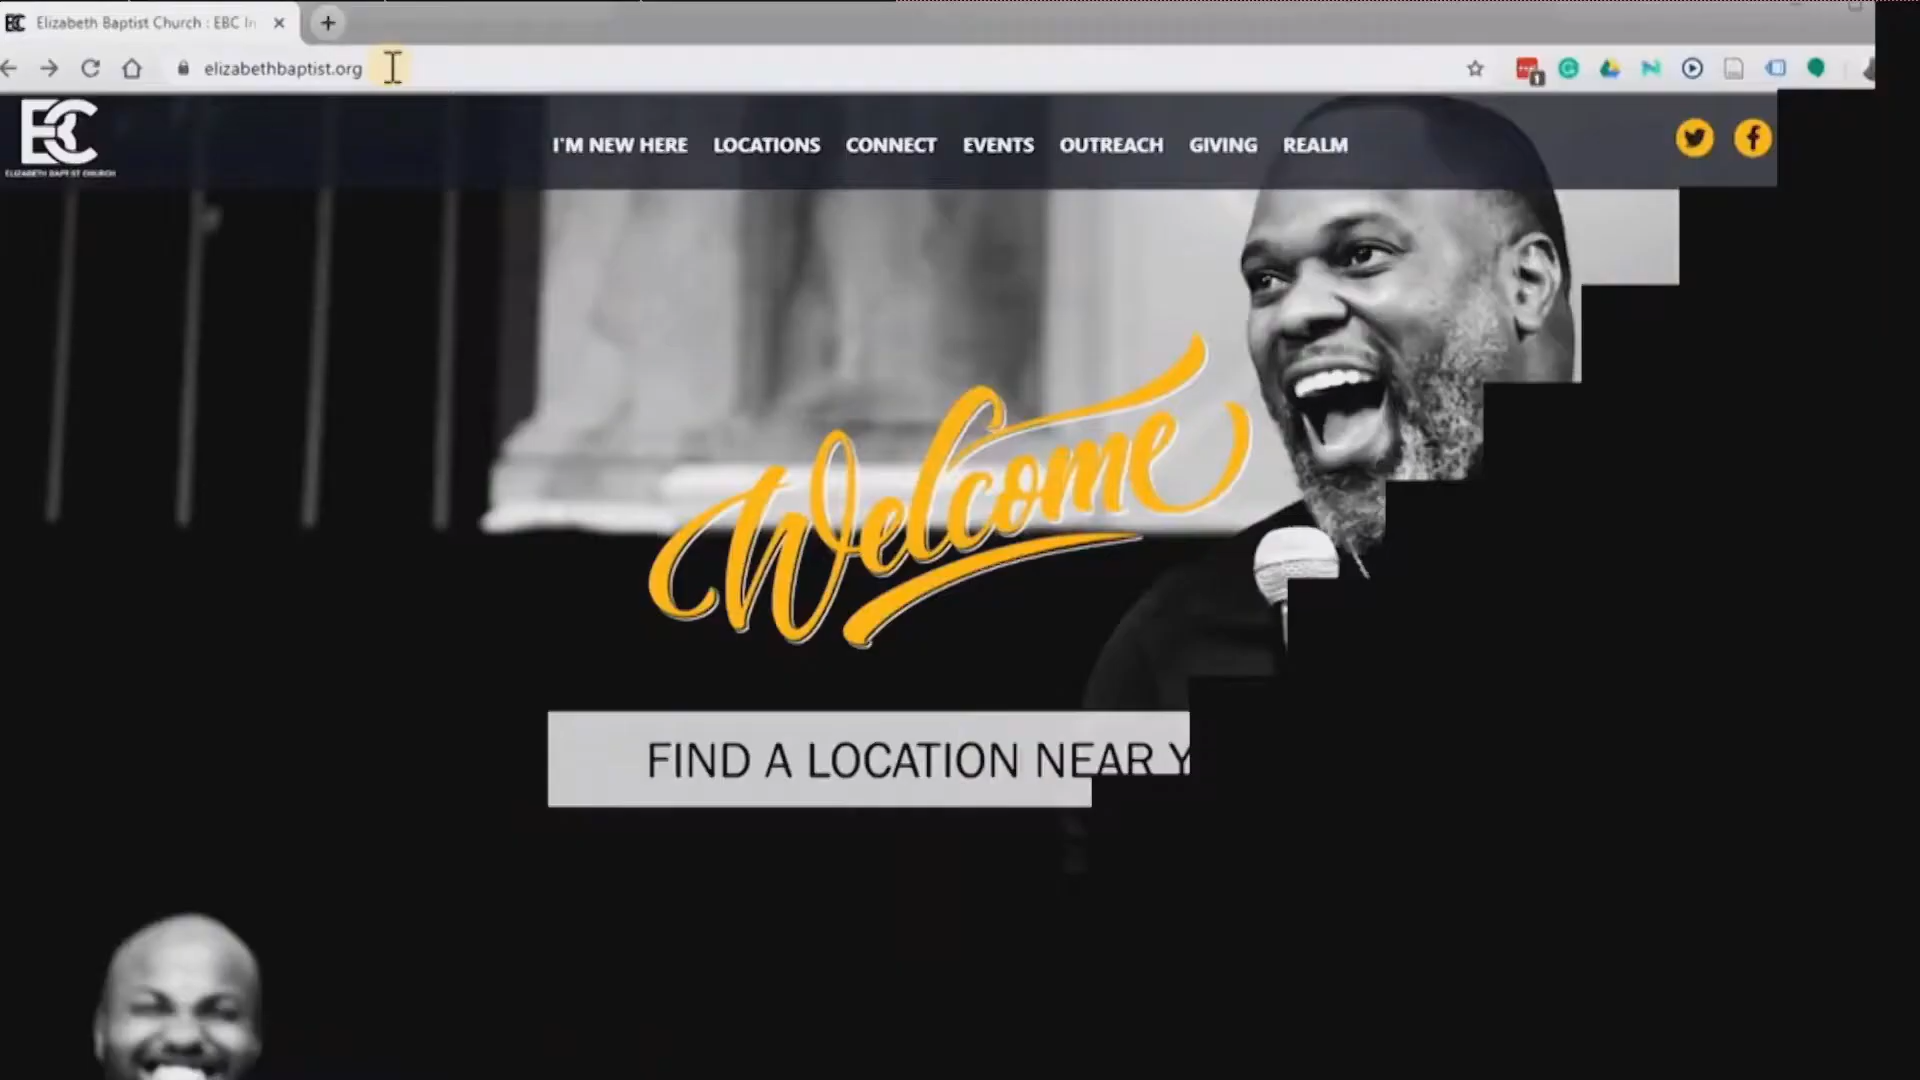 Elizabeth Baptist Church : EBC In
elizabethbaptist.org
EBC
ELIZABETH BAPTIST CHURCH
I'M NEW HERE LOCATIONS CONNECT EVENTS OUTREACH GIVING REALM
Welcome
FIND A LOCATION NEAR Y